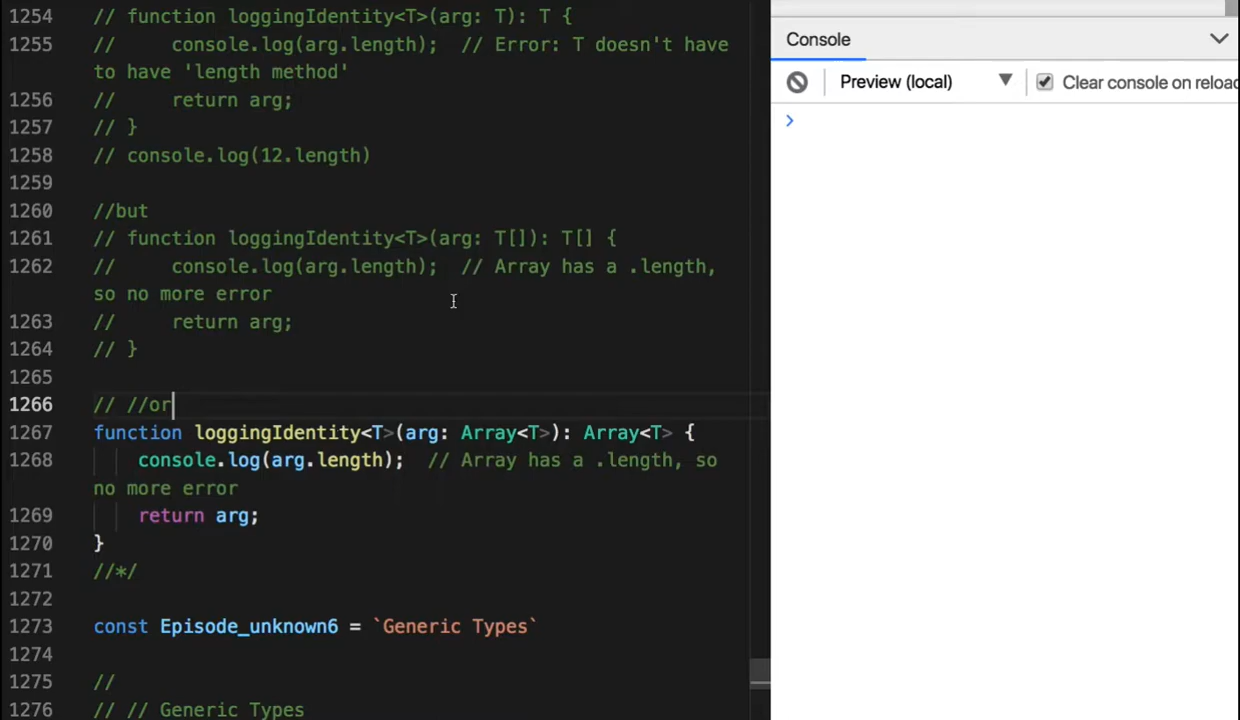 1254 // function loggingIdentity<T>(arg: T): T {
1255 //     console.log(arg.length);  // Error: T doesn't have
to have 'length method'
1256 //     return arg;
1257 // }
1258 // console.log(12.length)
1259
1260 //but
1261 // function loggingIdentity<T>(arg: T[]): T[] {
1262 //     console.log(arg.length);  // Array has a .length,
so no more error
1263 //     return arg;
1264 // }
1265
1266 // //or
1267 function loggingIdentity<T>(arg: Array<T>): Array<T> {
1268     console.log(arg.length);  // Array has a .length, so
no more error
1269     return arg;
1270 }
1271 //*/
1272
1273 const Episode_unknown6 = `Generic Types`
1274
1275 //
1276 // // Generic Types
Console
Preview (local) ▼ Clear console on reloac
>